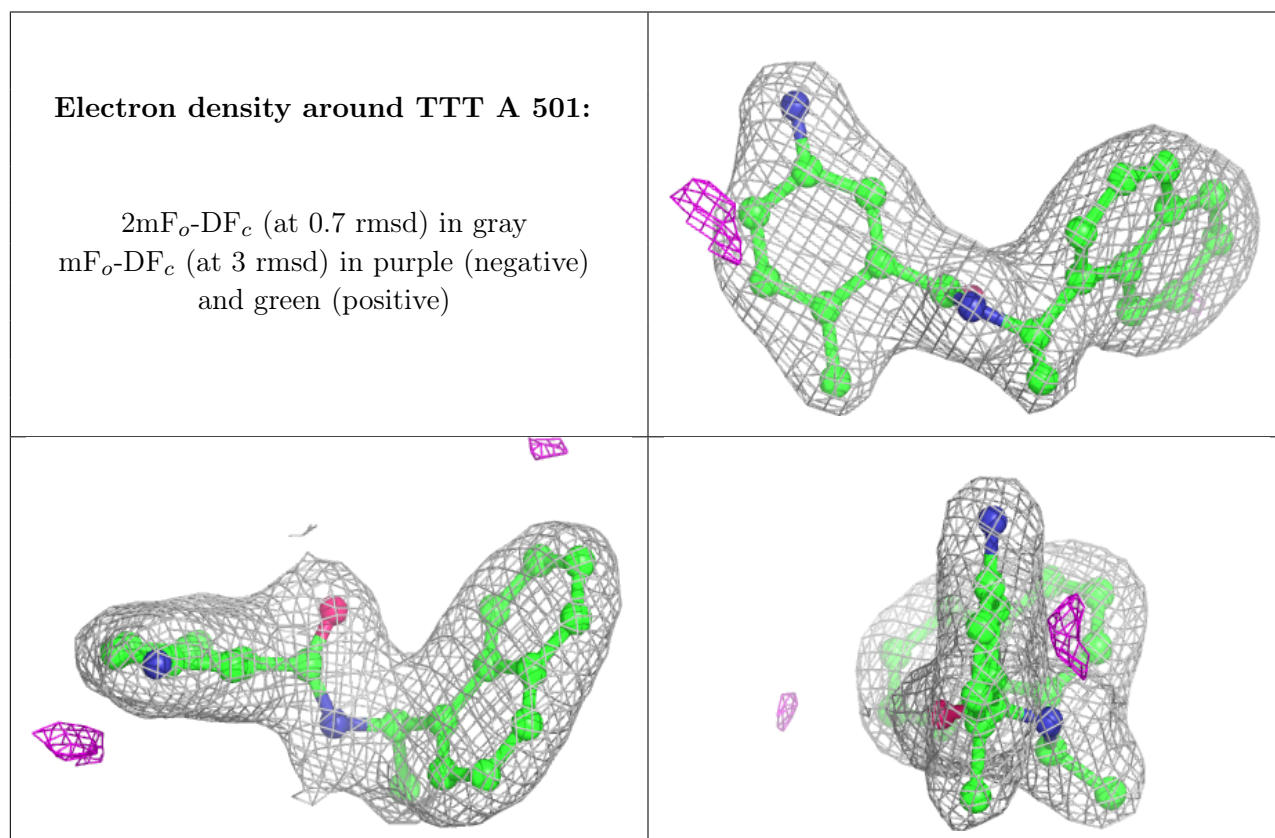 Electron density around TTT A 501:
2mFo-DFc (at 0.7 rmsd) in gray
mFo-DFc (at 3 rmsd) in purple (negative)
and green (positive)